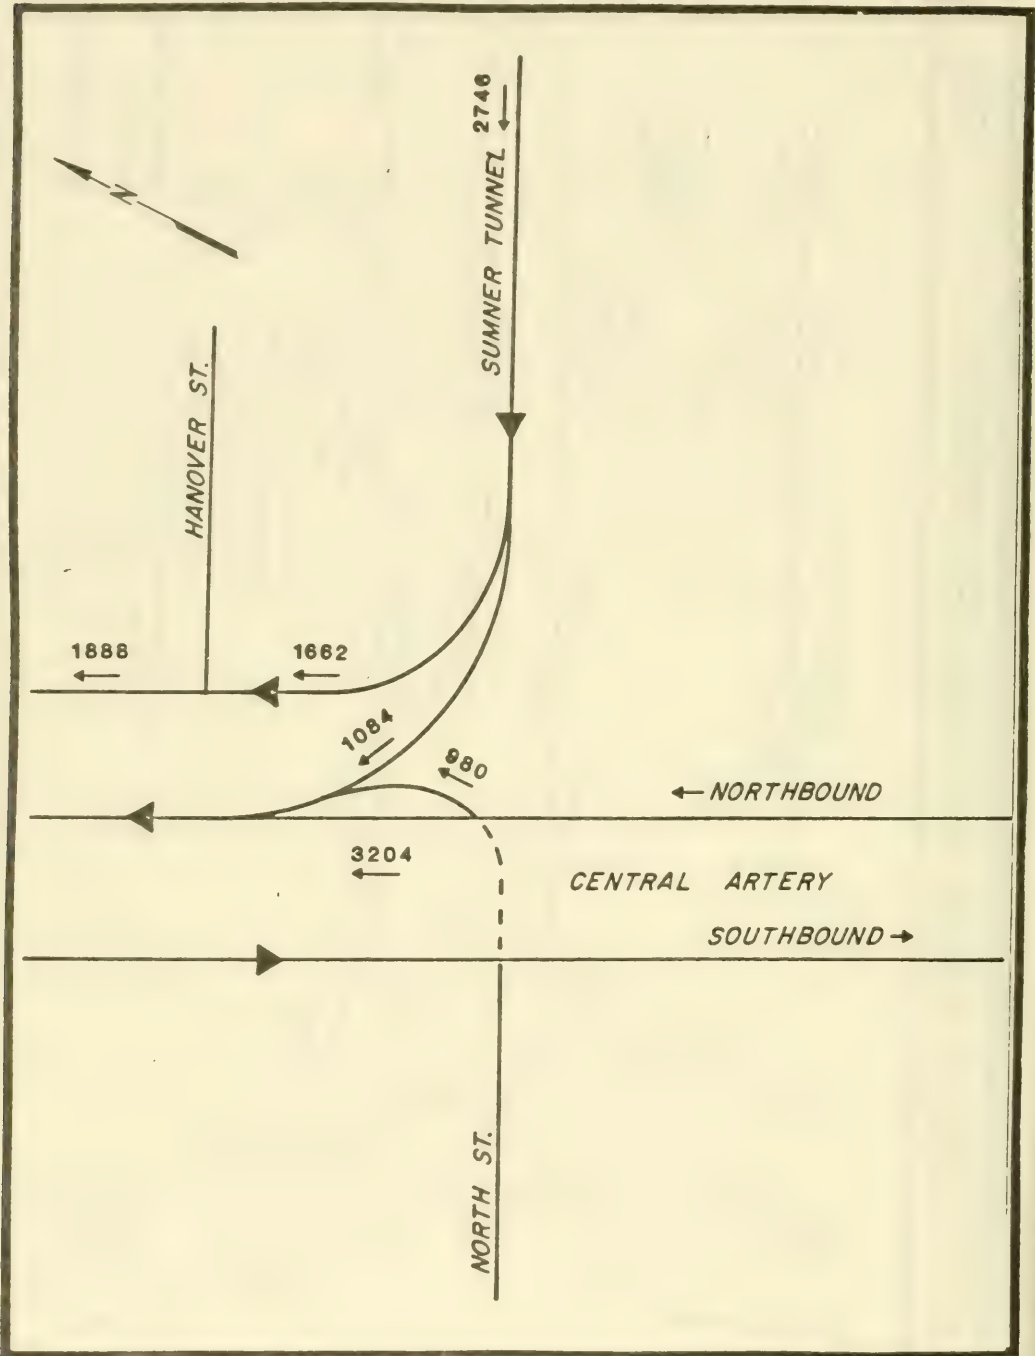 2746
SUMNER TUNNEL
N
HANOVER ST.
1888
1662
1084
980
← NORTHBOUND
3204
CENTRAL ARTERY
SOUTHBOUND →
NORTH ST.